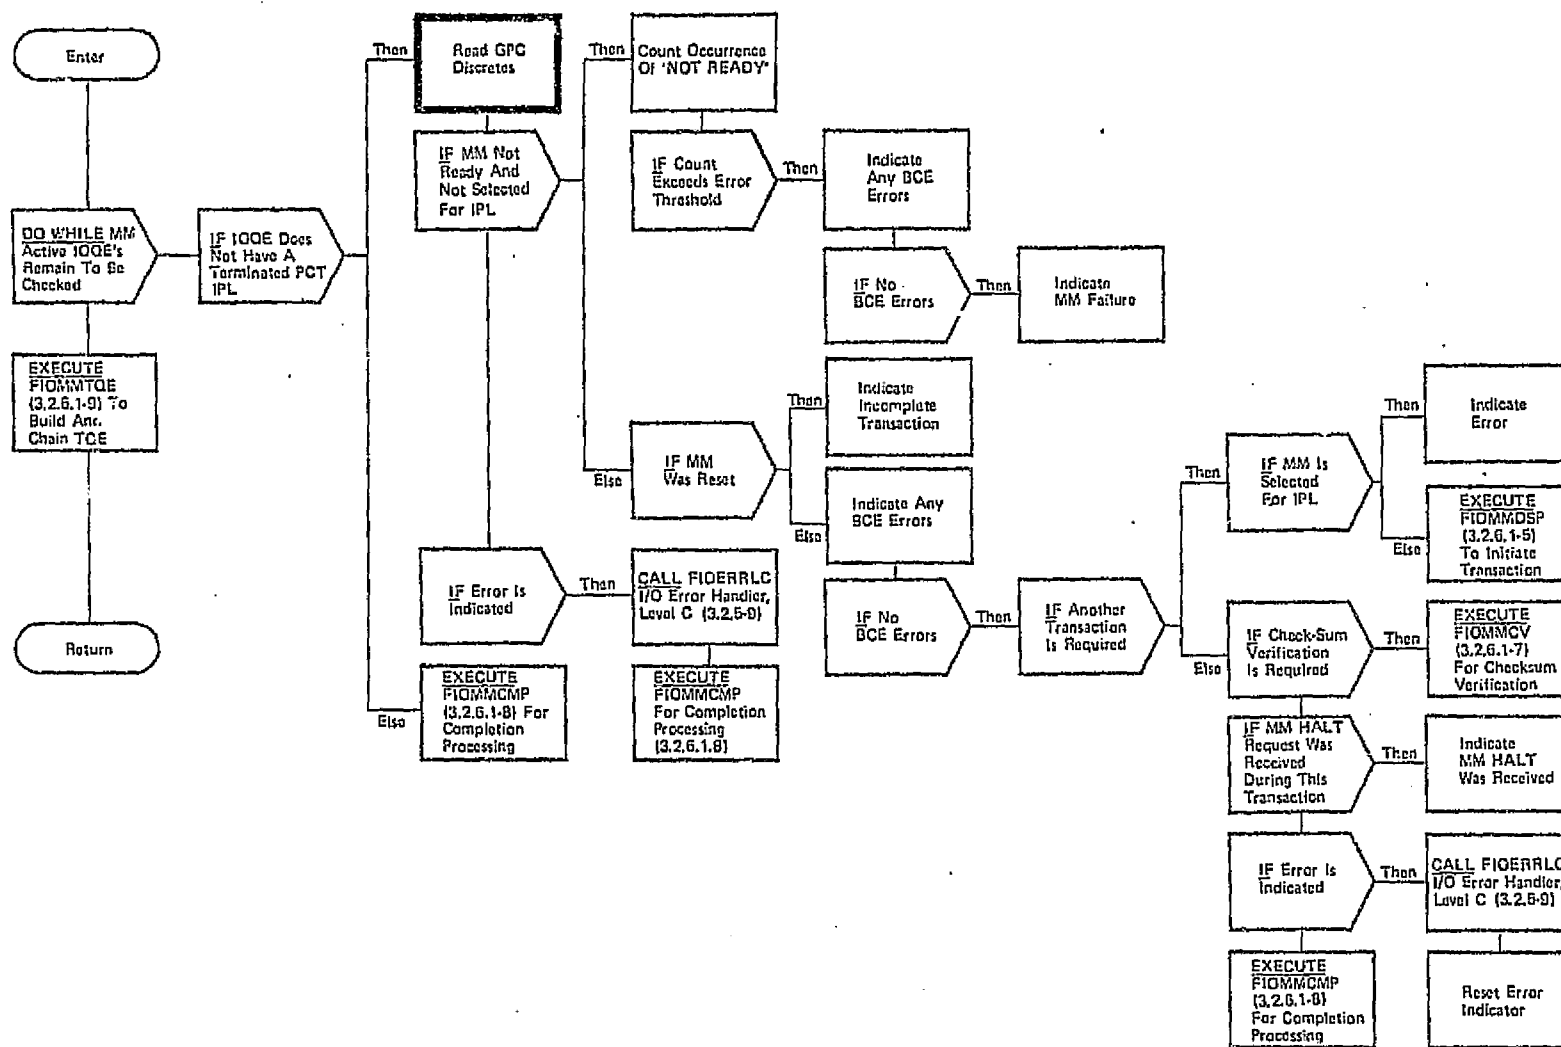 Enter
DO WHILE MM
Active IOQE's
Remain To Be
Checked
EXECUTE
FIOMMTQE
(3.2.6.1-9) To
Build And
Chain TQE
Return
IF IOQE Does
Not Have A
Terminated PCT
IPL
Then
Read GPC
Discretes
IF MM Not
Ready And
Not Selected
For IPL
Then
Count Occurrence
Of 'NOT READY'
IF Count
Exceeds Error
Threshold
Then
Indicate
Any BCE
Errors
IF No
BCE Errors
Then
Indicate
MM Failure
Else
IF MM
Was Reset
Then
Indicate
Incomplete
Transaction
Else
Indicate Any
BCE Errors
IF No
BCE Errors
Then
IF Another
Transaction
Is Required
Then
IF MM Is
Selected
For IPL
Then
Indicate
Error
Else
EXECUTE
FIOMMDSP
(3.2.6.1-5)
To Initiate
Transaction
Else
IF Check-Sum
Verification
Is Required
Then
EXECUTE
FIOMMCV
(3.2.6.1-7)
For Checksum
Verification
IF MM HALT
Request Was
Received
During This
Transaction
Then
Indicate
MM HALT
Was Received
IF Error Is
Indicated
Then
CALL FIOERRLC
I/O Error Handler,
Level C (3.2.5-9)
Reset Error
Indicator
EXECUTE
FIOMMCMP
(3.2.6.1-8)
For Completion
Processing
IF Error Is
Indicated
Then
CALL FIOERRLC
I/O Error Handler,
Level C (3.2.5-9)
EXECUTE
FIOMMCMP
For Completion
Processing
(3.2.6.1.8)
Else
EXECUTE
FIOMMCMP
(3.2.6.1-8) For
Completion
Processing